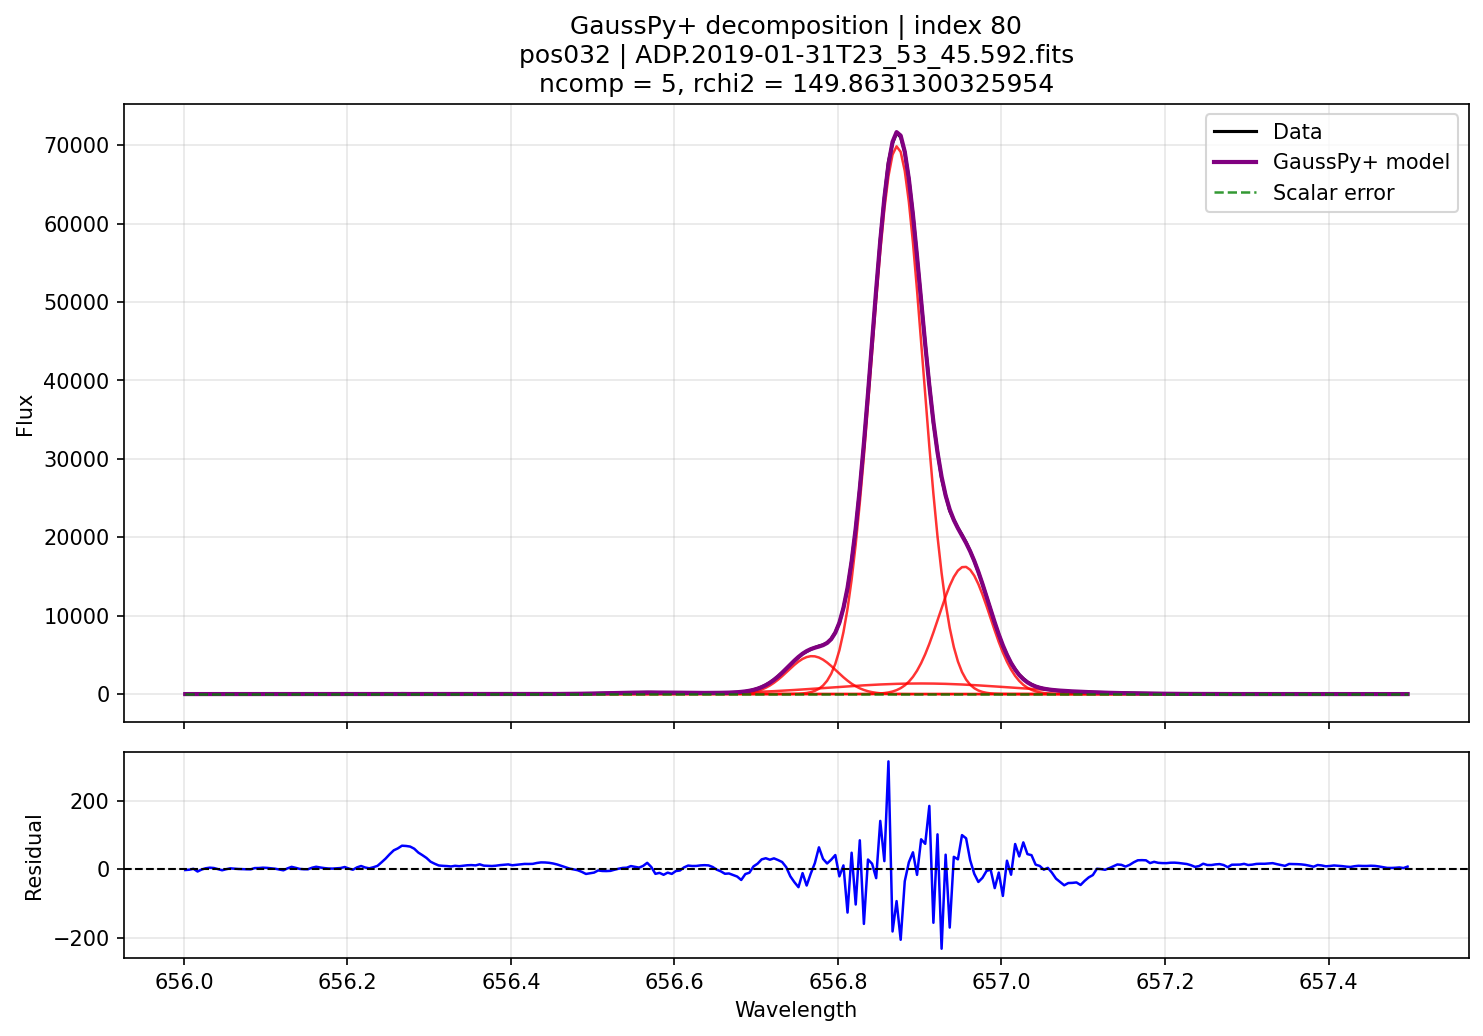 GaussPy+ decomposition | index 80
pos032 | ADP.2019-01-31T23_53_45.592.fits
ncomp = 5, rchi2 = 149.8631300325954
Data
GaussPy+ model
Scalar error
70000
60000
50000
40000
30000
20000
10000
0
Flux
200
0
−200
Residual
656.0 656.2 656.4 656.6 656.8 657.0 657.2 657.4
Wavelength